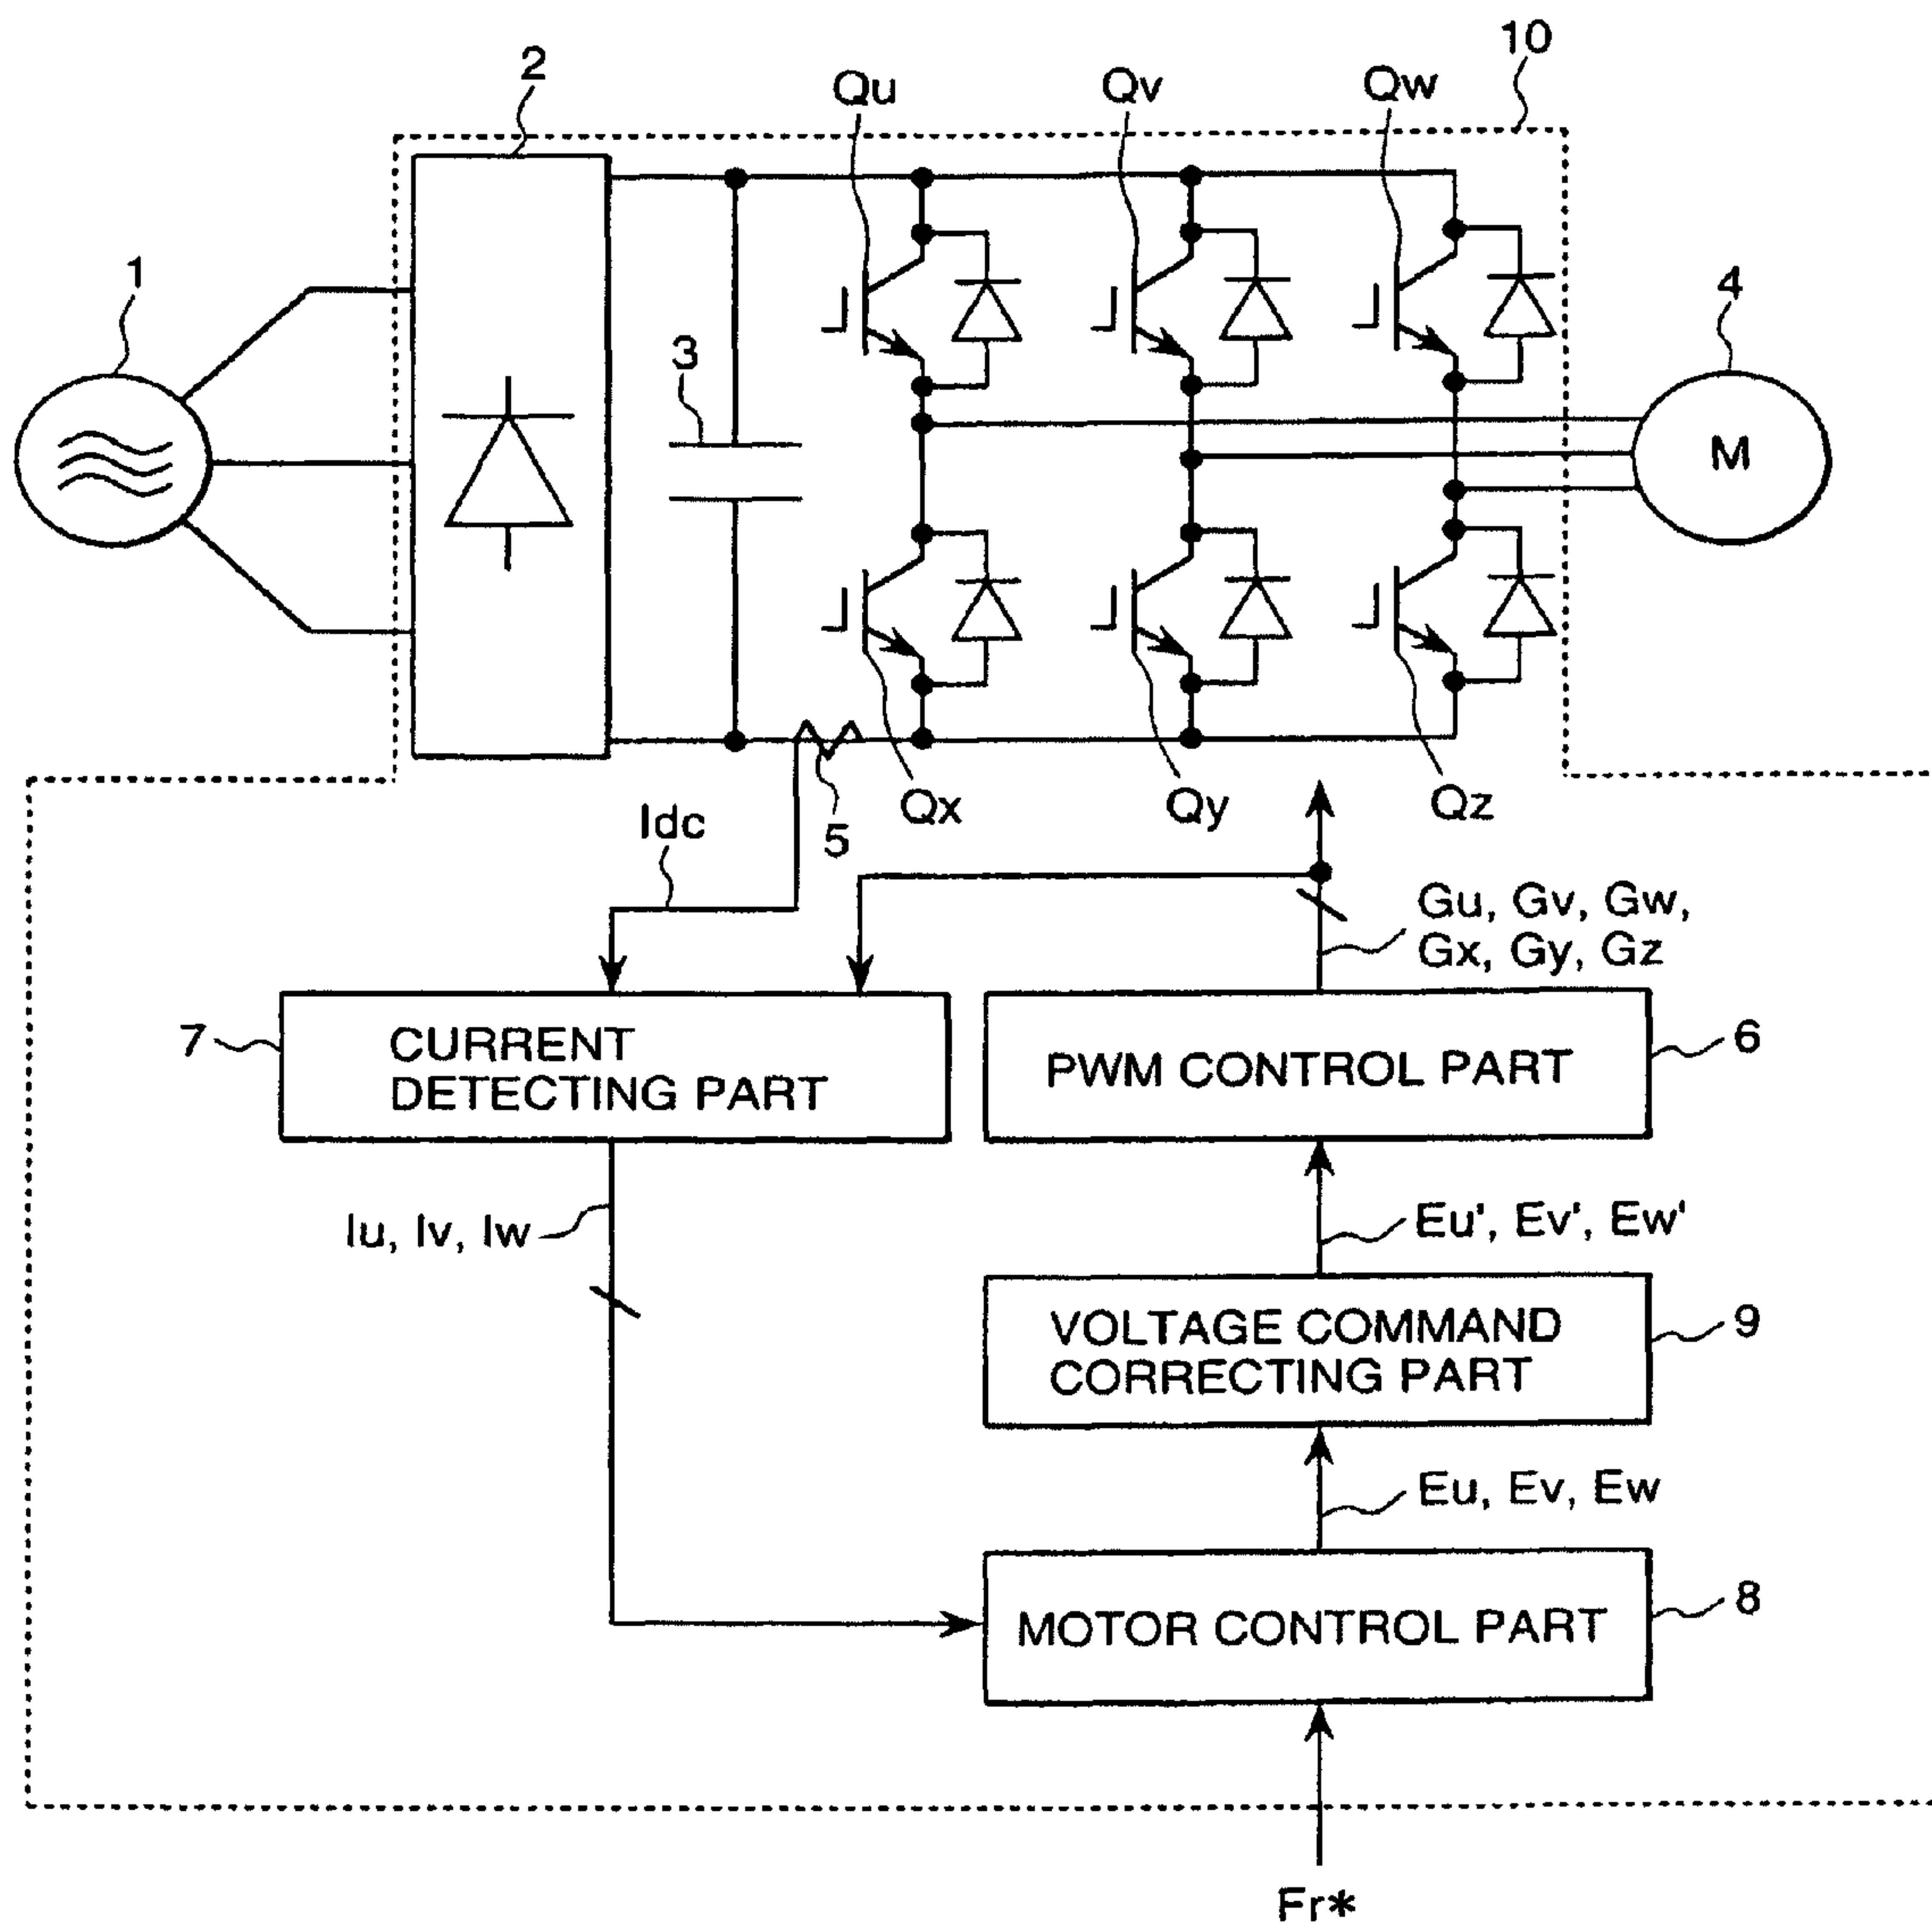 10
2
Qu
Qv
Qw
1
3
4
M
Idc
5
Qx
Qy
Qz
Gu, Gv, Gw,
Gx, Gy, Gz
7
CURRENT
DETECTING PART
PWM CONTROL PART
6
Iu, Iv, Iw
Eu', Ev', Ew'
VOLTAGE COMMAND
CORRECTING PART
9
Eu, Ev, Ew
MOTOR CONTROL PART
8
Fr*